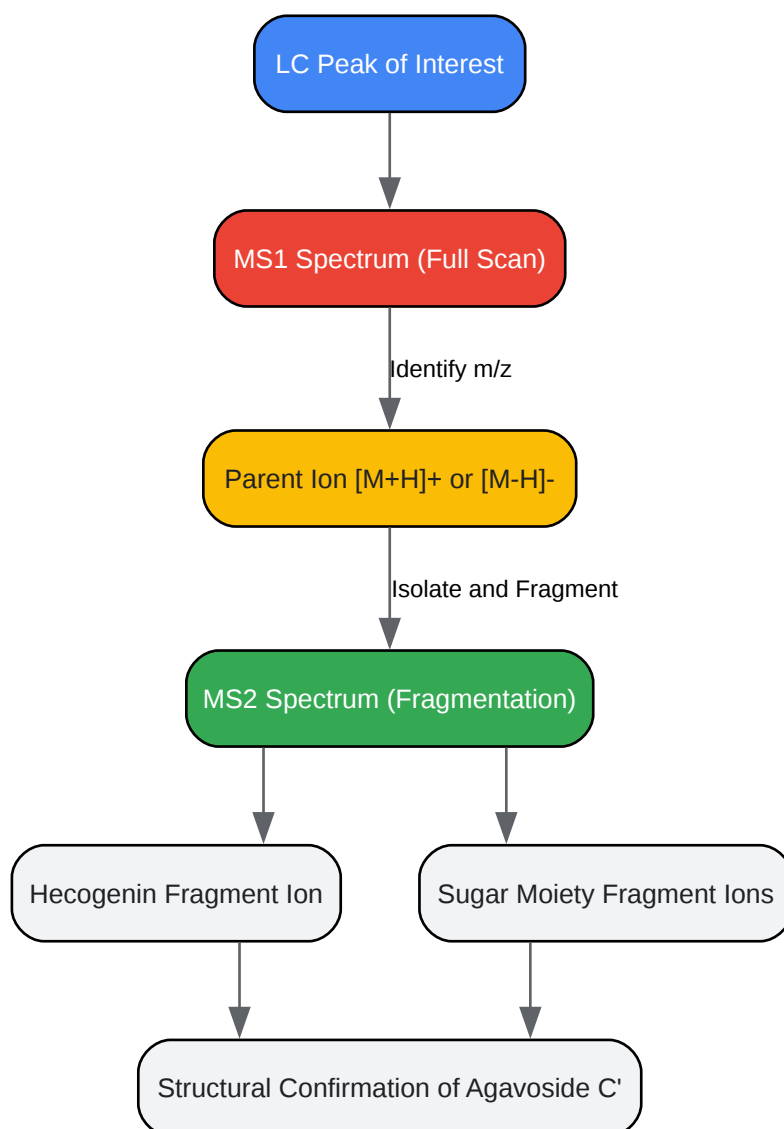 LC Peak of Interest
MS1 Spectrum (Full Scan)
Identify m/z
Parent Ion [M+H]+ or [M-H]-
Isolate and Fragment
MS2 Spectrum (Fragmentation)
Hecogenin Fragment Ion
Sugar Moiety Fragment Ions
Structural Confirmation of Agavoside C'